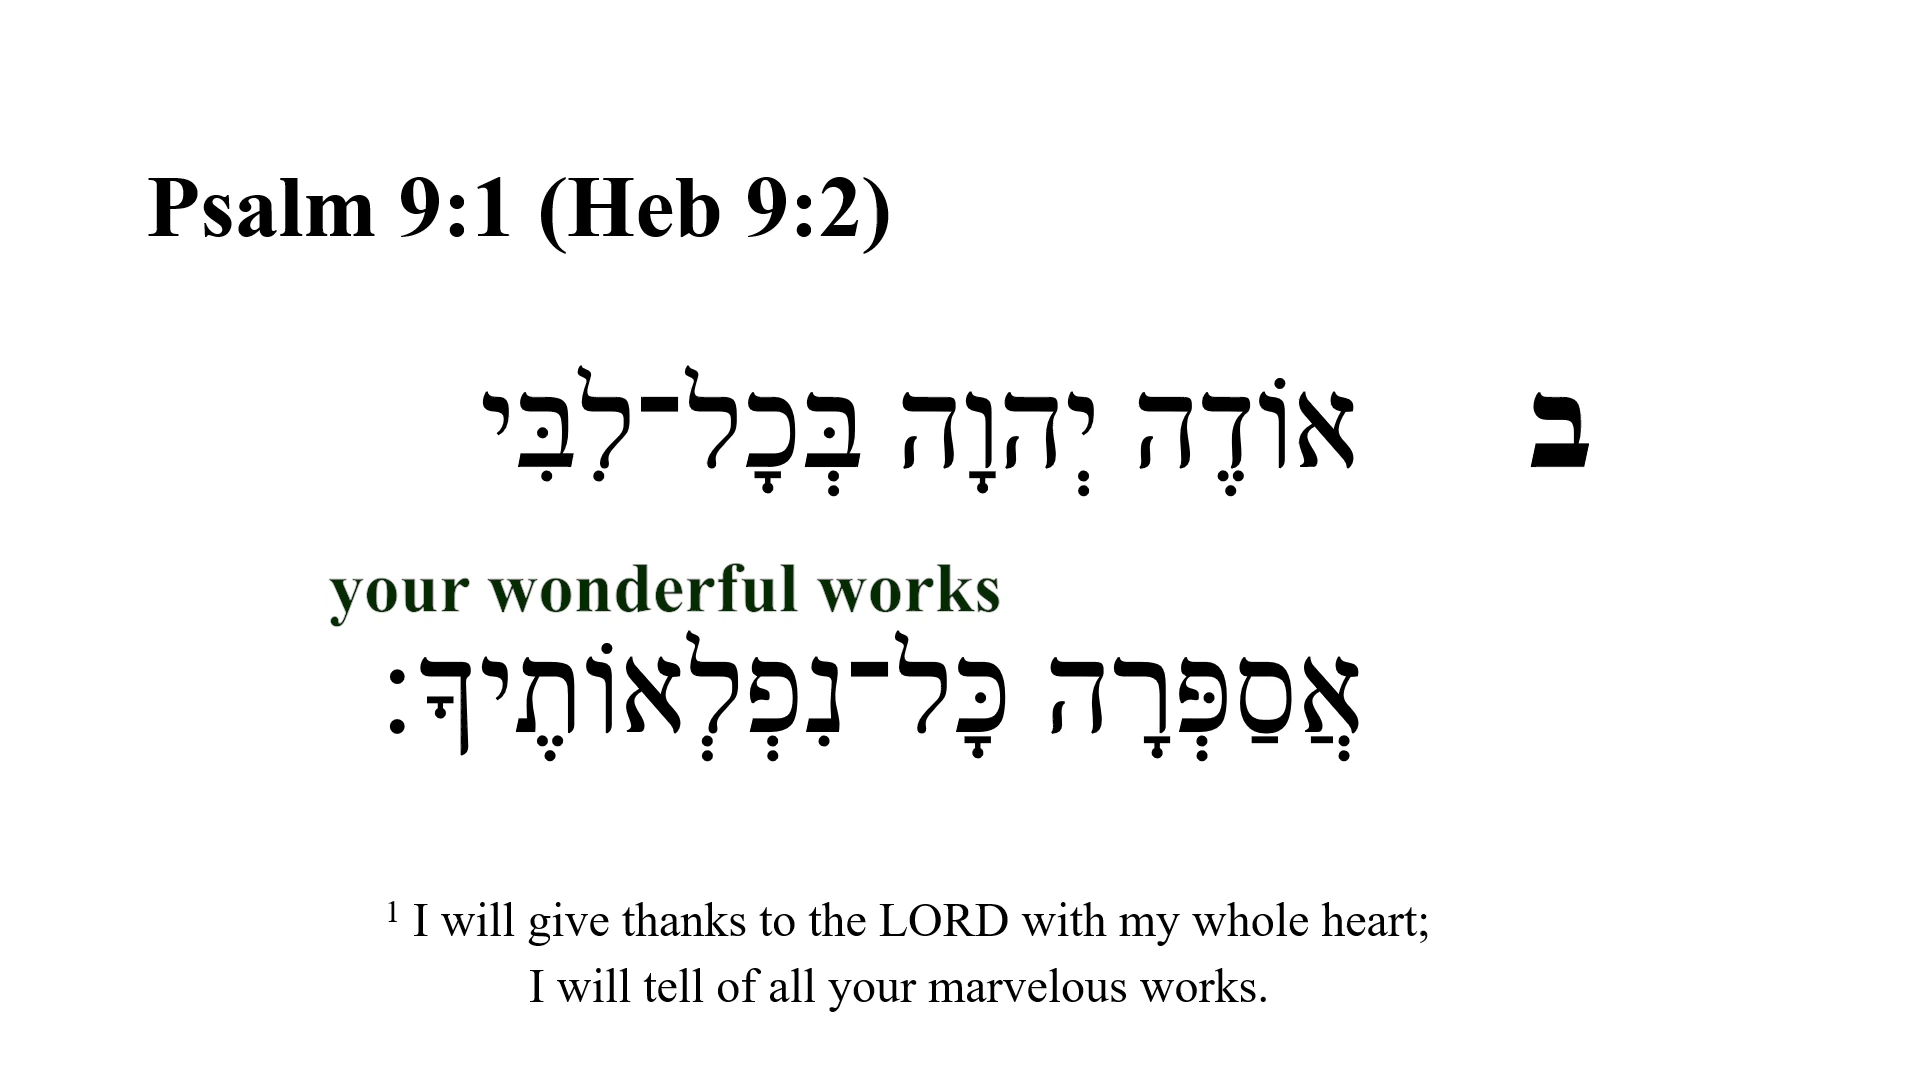 Psalm 9:1 (Heb 9:2)
ב אוֹדֶה יְהוָה בְּכָל־לִבִּי
your wonderful works
אֲסַפְּרָה כָּל־נִפְלְאוֹתֶיךָ׃
1 I will give thanks to the LORD with my whole heart;
I will tell of all your marvelous works.